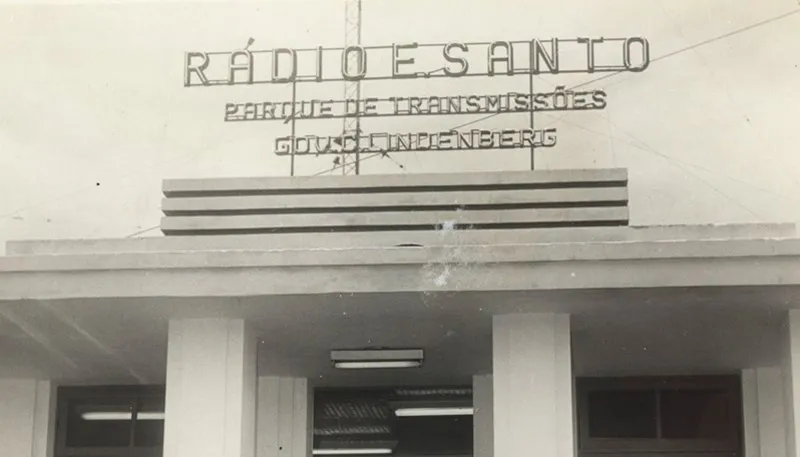 RÁDIO E. SANTO
PARQUE DE TRANSMISSÕES
GOV. C. LINDENBERG